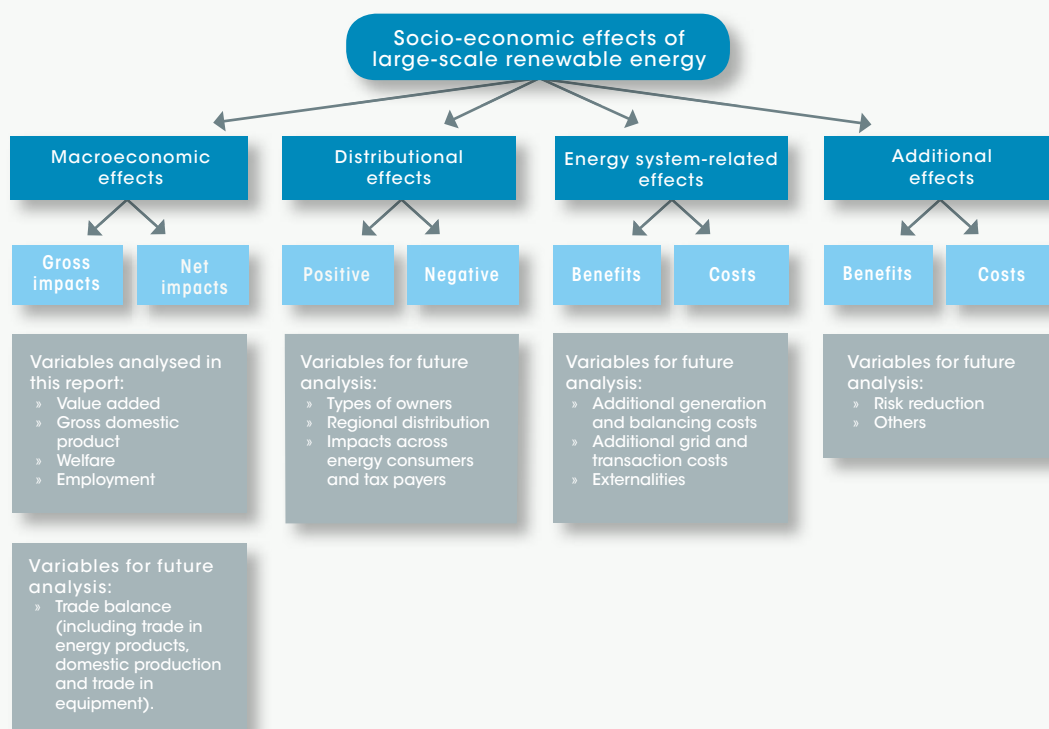 Socio-economic effects of
large-scale renewable energy
Macroeconomic
effects
Distributional
effects
Energy system-related
effects
Additional
effects
Gross
impacts
Net
impacts
Positive
Negative
Benefits
Costs
Benefits
Costs
Variables analysed in
this report:
» Value added
» Gross domestic
product
» Welfare
» Employment
Variables for future
analysis:
» Trade balance
(including trade in
energy products,
domestic production
and trade in
equipment).
Variables for future
analysis:
» Types of owners
» Regional distribution
» Impacts across
energy consumers
and tax payers
Variables for future
analysis:
» Additional generation
and balancing costs
» Additional grid and
transaction costs
» Externalities
Variables for future
analysis:
» Risk reduction
» Others